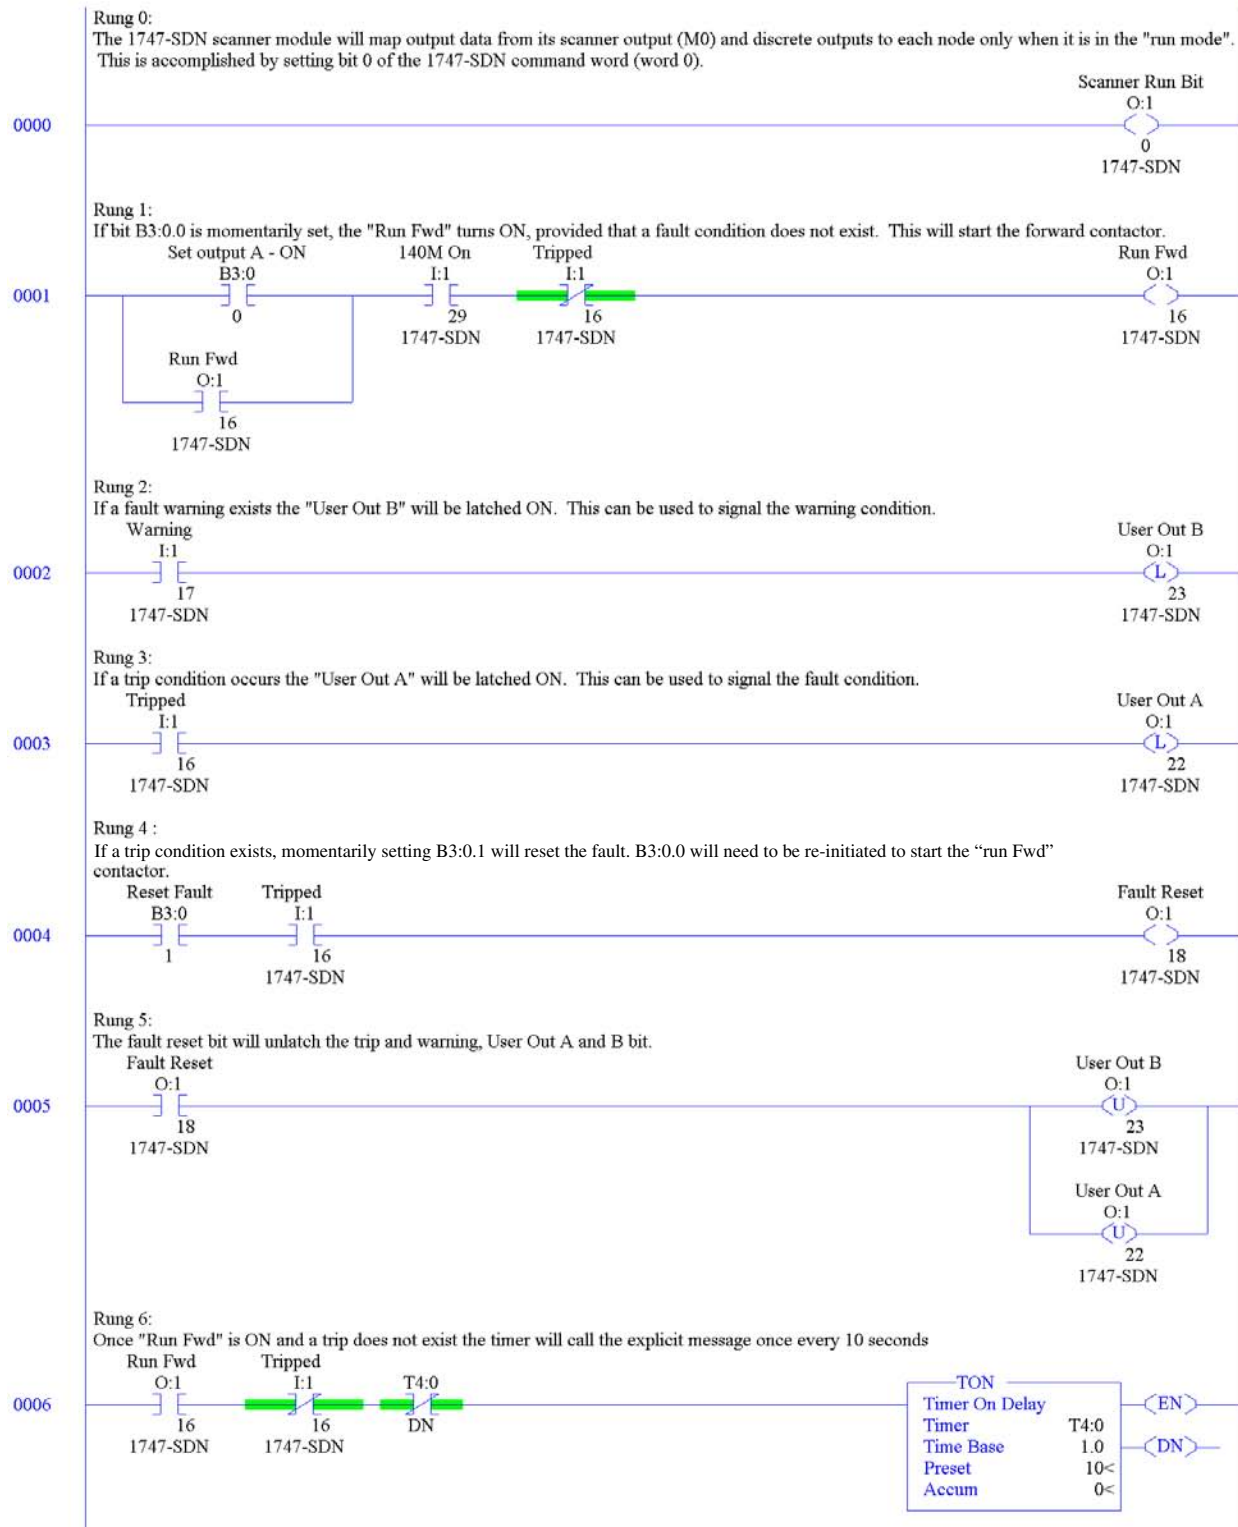 Rung 0:
The 1747-SDN scanner module will map output data from its scanner output (M0) and discrete outputs to each node only when it is in the "run mode".
This is accomplished by setting bit 0 of the 1747-SDN command word (word 0).
Scanner Run Bit
O:1
0000
0
1747-SDN
Rung 1:
If bit B3:0.0 is momentarily set, the "Run Fwd" turns ON, provided that a fault condition does not exist. This will start the forward contactor.
Set output A - ON 140M On Tripped Run Fwd
B3:0 I:1 I:1 O:1
0001
0 29 16 16
1747-SDN 1747-SDN 1747-SDN
Run Fwd
O:1
16
1747-SDN
Rung 2:
If a fault warning exists the "User Out B" will be latched ON. This can be used to signal the warning condition.
Warning User Out B
I:1 O:1
0002 L
17 23
1747-SDN 1747-SDN
Rung 3:
If a trip condition occurs the "User Out A" will be latched ON. This can be used to signal the fault condition.
Tripped User Out A
I:1 O:1
0003 L
16 22
1747-SDN 1747-SDN
Rung 4 :
If a trip condition exists, momentarily setting B3:0.1 will reset the fault. B3:0.0 will need to be re-initiated to start the “run Fwd”
contactor.
Reset Fault Tripped Fault Reset
B3:0 I:1 O:1
0004
1 16 18
1747-SDN 1747-SDN
Rung 5:
The fault reset bit will unlatch the trip and warning, User Out A and B bit.
Fault Reset User Out B
O:1 O:1
0005 U
18 23
1747-SDN 1747-SDN
User Out A
O:1
U
22
1747-SDN
Rung 6:
Once "Run Fwd" is ON and a trip does not exist the timer will call the explicit message once every 10 seconds
Run Fwd Tripped
O:1 I:1 T4:0 TON
0006 Timer On Delay EN
16 16 DN Timer T4:0
1747-SDN 1747-SDN Time Base 1.0 DN
Preset 10<
Accum 0<